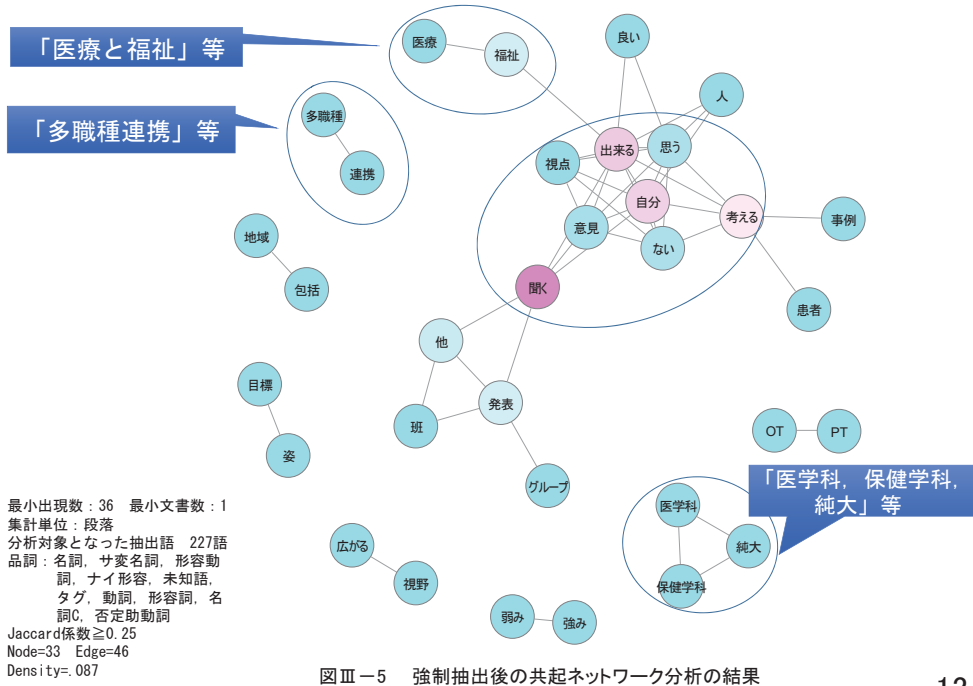 「医療と福祉」等
「多職種連携」等
医療
福祉
良い
人
多職種
連携
出来る
思う
視点
自分
考える
事例
意見
ない
地域
包括
聞く
患者
他
発表
目標
班
姿
OT
PT
グループ
「医学科，保健学科，
純大」等
医学科
純大
保健学科
広がる
視野
弱み
強み
最小出現数：36　最小文書数：1
集計単位：段落
分析対象となった抽出語　227語
品詞：名詞，サ変名詞，形容動
詞，ナイ形容，未知語，
タグ，動詞，形容詞，名
詞C，否定助動詞
Jaccard係数≧0.25
Node=33　Edge=46
Density=.087
図Ⅲ－5　強制抽出後の共起ネットワーク分析の結果